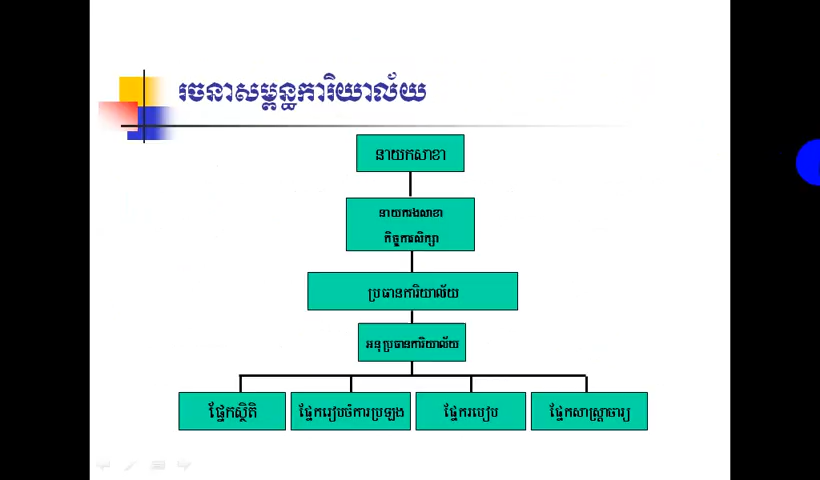 រចនាសម្ពន្ធការិយាល័យ
នាយកសាខា
នាយករងសាខា
កិច្ចការសិក្សា
ប្រធានការិយាល័យ
អនុប្រធានការិយាល័យ
ផ្នែកស្ថិតិ
ផ្នែករៀបចំការប្រឡង
ផ្នែករបៀប
ផ្នែកសាស្ត្រាចារ្យ